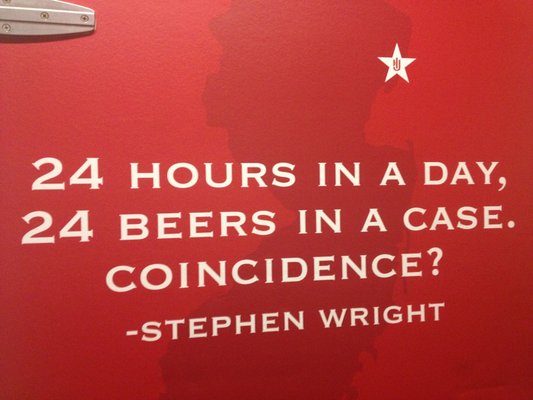 24 HOURS IN A DAY,
24 BEERS IN A CASE.
COINCIDENCE?
-STEPHEN WRIGHT